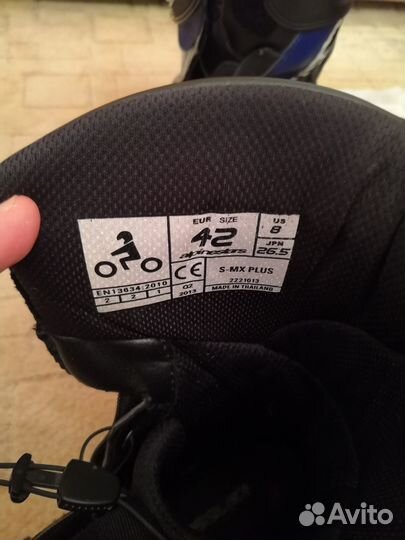 EUR SIZE
42
alpinestars
US
8
JPN
26.5
EN13634:2010
2 2 1
CE
Q2
2013
S-MX PLUS
2221013
MADE IN THAILAND
Avito